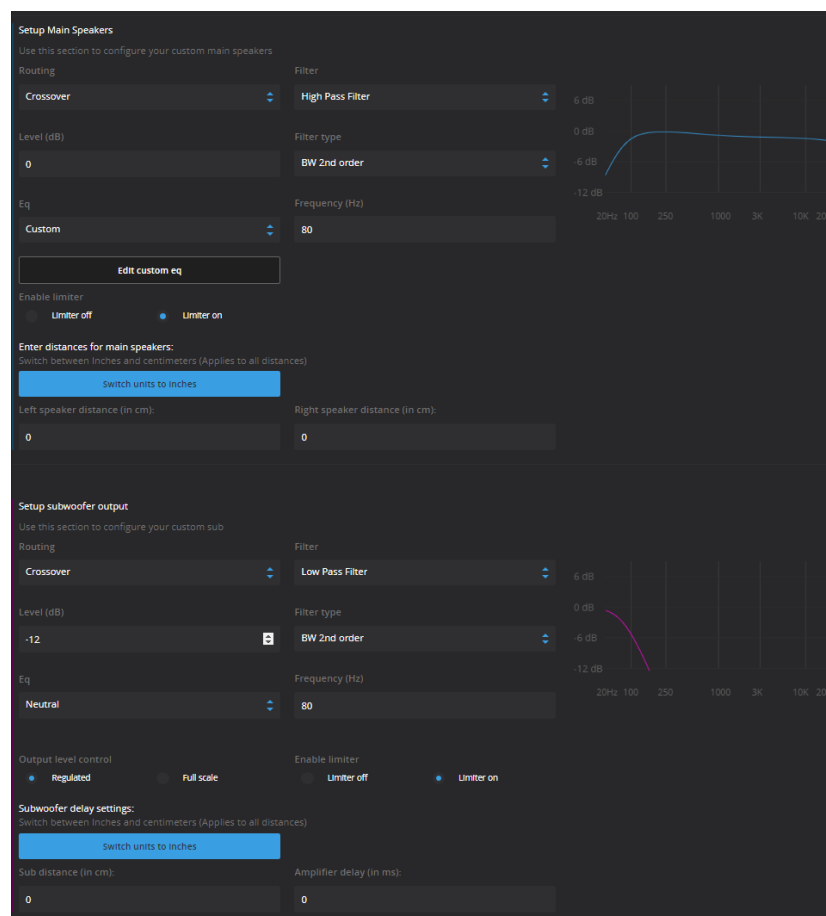 Setup Main Speakers
Use this section to configure your custom main speakers
Routing
Filter
Crossover
High Pass Filter
Level (dB)
Filter type
0
BW 2nd order
Eq
Frequency (Hz)
Custom
80
Edit custom eq
Enable limiter
Limiter off
Limiter on
6 dB
0 dB
-6 dB
-12 dB
20Hz 100 250 1000 3K 10K 20
Enter distances for main speakers:
Switch between Inches and centimeters (Applies to all distances)
Switch units to inches
Left speaker distance (in cm):
Right speaker distance (in cm):
0
0
Setup subwoofer output
Use this section to configure your custom sub
Routing
Filter
Crossover
Low Pass Filter
Level (dB)
Filter type
-12
BW 2nd order
Eq
Frequency (Hz)
Neutral
80
6 dB
0 dB
-6 dB
-12 dB
20Hz 100 250 1000 3K 10K 20
Output level control
Enable limiter
Regulated
Full scale
Limiter off
Limiter on
Subwoofer delay settings:
Switch between Inches and centimeters (Applies to all distances)
Switch units to inches
Sub distance (in cm):
Amplifier delay (in ms):
0
0